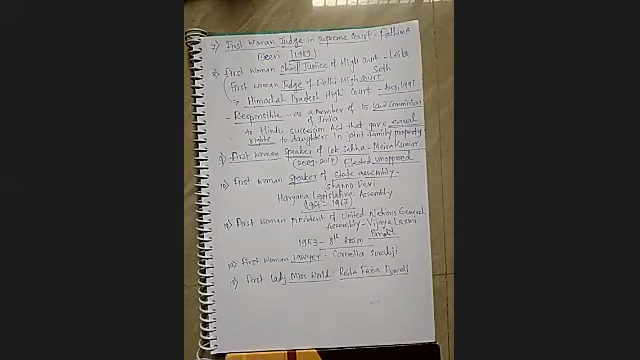 7) First Woman Judge in supreme court - Fathima
Beevi (1989)
8) First Woman Chief Justice of High Court - Leila
Seth
First woman Judge of Delhi High Court
→ Himachal Pradesh High Court - Aug, 1991
- Responsible - as a member of 15 Law Commission
of India
to Hindu succession Act that gave equal
rights to daughters in joint family property
9) First woman speaker of Lok Sabha - Meira Kumar
(2009-2014) Elected unopposed
10) First woman speaker of state assembly -
Shanno Devi
Haryana Legislative Assembly
(1966 - 1967)
First woman president of United Nations General
Assembly - Vijaya Laxmi
Pandit
1953 - 8th session
12) First woman lawyer : Cornelia Sorabji
13) First lady Miss World : Reita Faria Powell